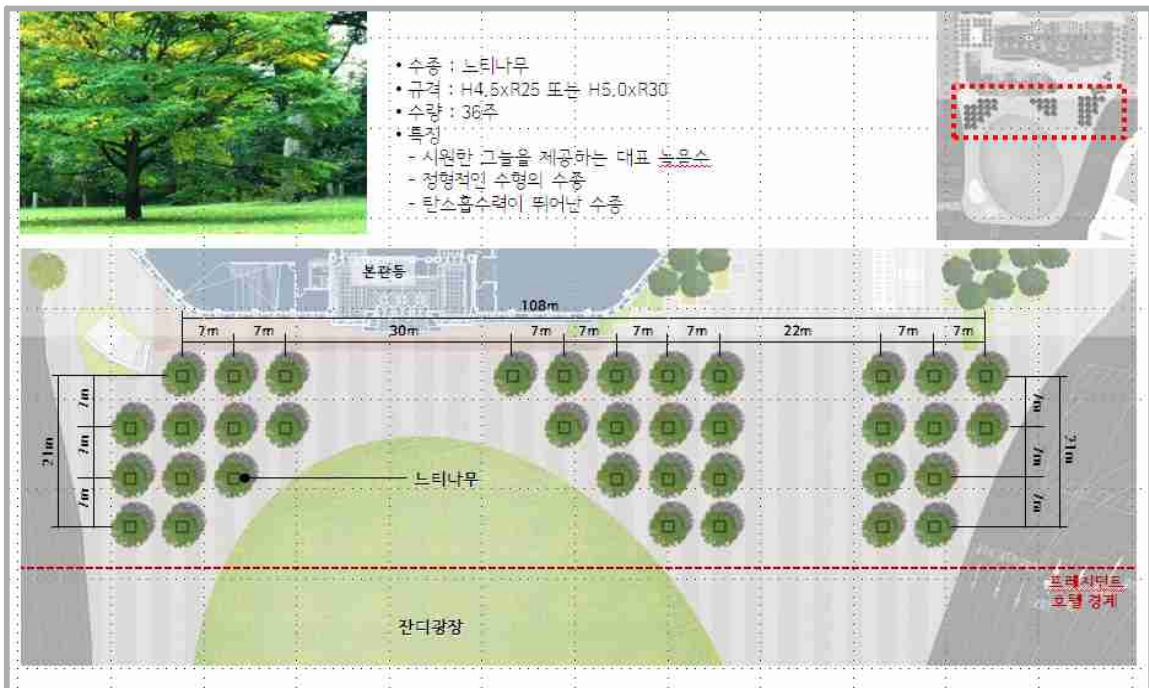 • 수종 : 느티나무
• 규격 : H4.5xR25 또는 H5.0xR30
• 수량 : 36주
• 특징
- 시원한 그늘을 제공하는 대표 녹음수
- 정형적인 수형의 수종
- 탄소흡수력이 뛰어난 수종
본관동
108m
7m 7m 30m 7m 7m 7m 7m 22m 7m 7m
21m
7m
7m
7m
7m
7m
7m
21m
느티나무
프레지던트
호텔 경계
잔디광장